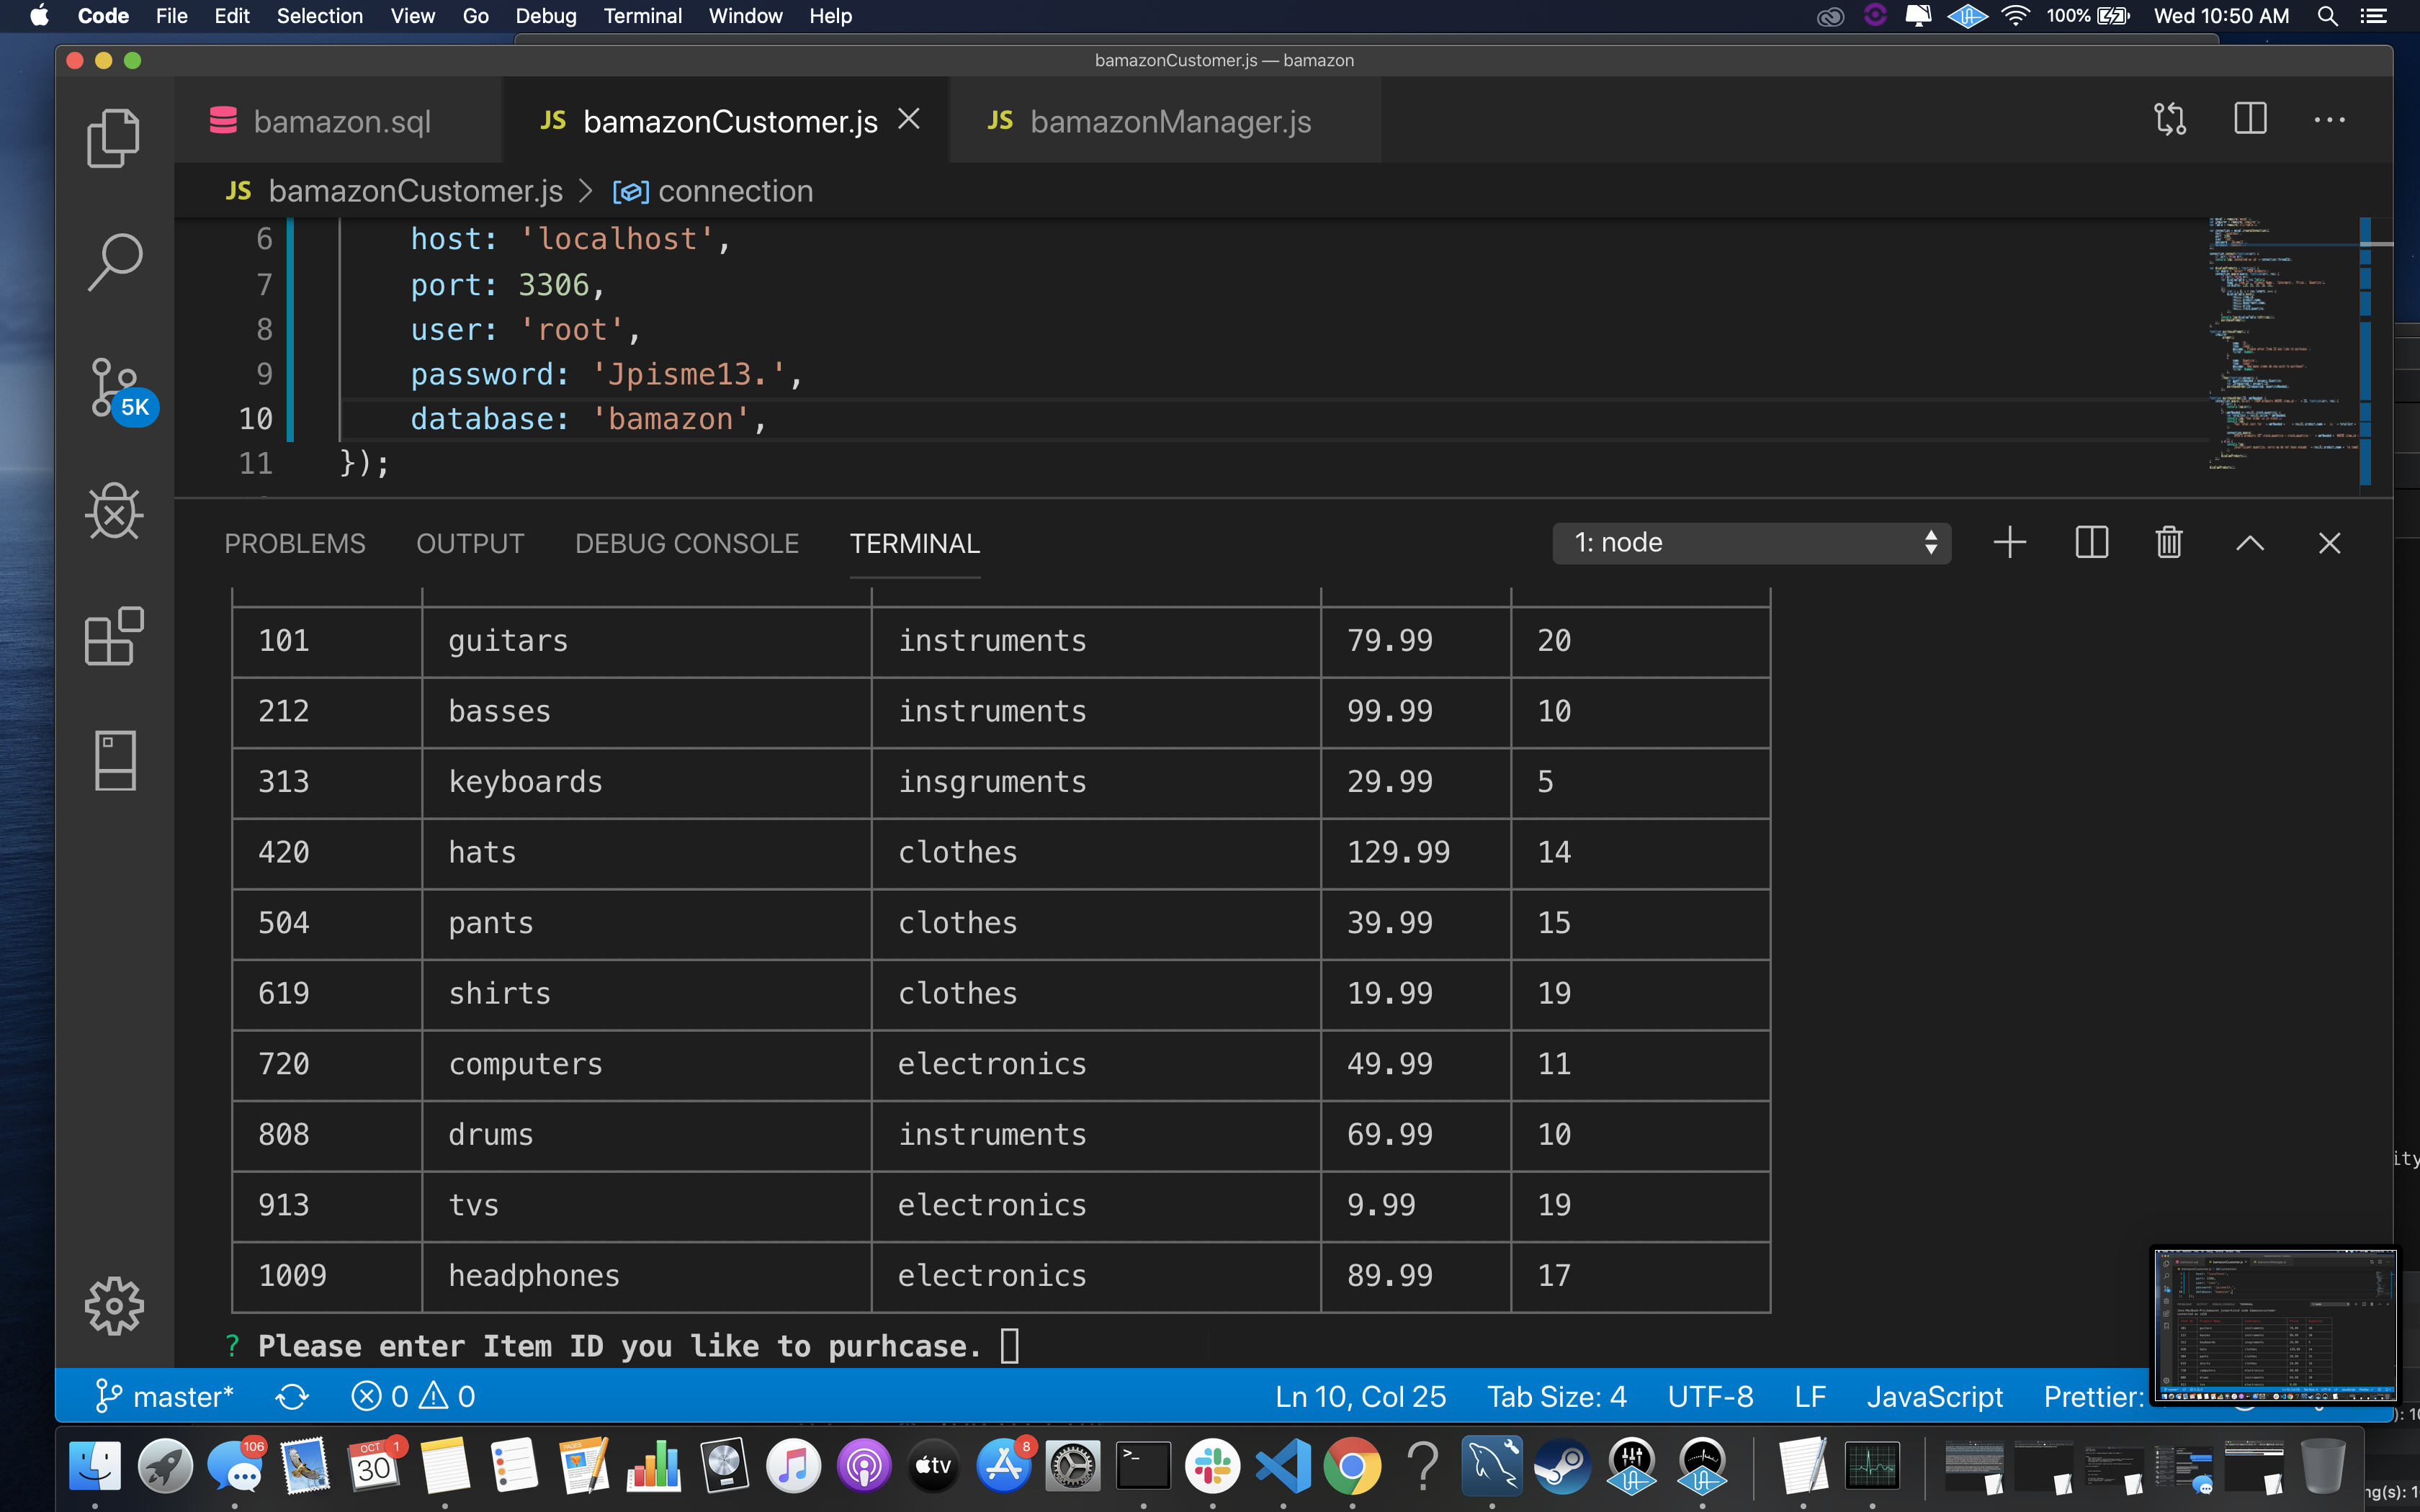 Code File Edit Selection View Go Debug Terminal Window Help 100% Wed 10:50 AM
bamazonCustomer.js — bamazon
bamazon.sql JS bamazonCustomer.js JS bamazonManager.js
JS bamazonCustomer.js > connection
6 host: 'localhost',
7 port: 3306,
8 user: 'root',
9 password: 'Jpisme13.',
10 database: 'bamazon',
11 });
5K
PROBLEMS OUTPUT DEBUG CONSOLE TERMINAL 1: node
101 guitars instruments 79.99 20
212 basses instruments 99.99 10
313 keyboards insgruments 29.99 5
420 hats clothes 129.99 14
504 pants clothes 39.99 15
619 shirts clothes 19.99 19
720 computers electronics 49.99 11
808 drums instruments 69.99 10
913 tvs electronics 9.99 19
1009 headphones electronics 89.99 17
? Please enter Item ID you like to purhcase.
master* 0 0 Ln 10, Col 25 Tab Size: 4 UTF-8 LF JavaScript Prettier:
106 OCT 30 1 PAGES tv 8